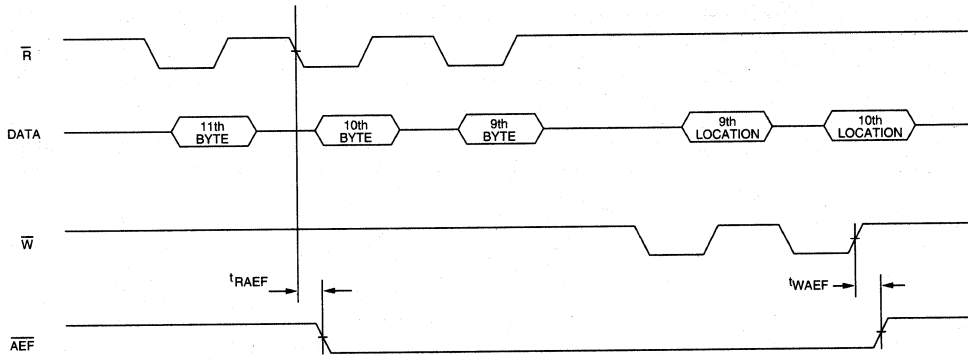 R
DATA
11th
BYTE
10th
BYTE
9th
BYTE
9th
LOCATION
10th
LOCATION
W
tRAEF
tWAEF
AEF